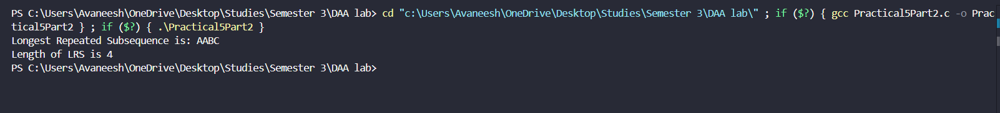 PS C:\Users\Avaneesh\OneDrive\Desktop\Studies\Semester 3\DAA lab> cd "c:\Users\Avaneesh\OneDrive\Desktop\Studies\Semester 3\DAA lab\" ; if ($?) { gcc Practical5Part2.c -o Prac
tical5Part2 } ; if ($?) { .\Practical5Part2 }
Longest Repeated Subsequence is: AABC
Length of LRS is 4
PS C:\Users\Avaneesh\OneDrive\Desktop\Studies\Semester 3\DAA lab>